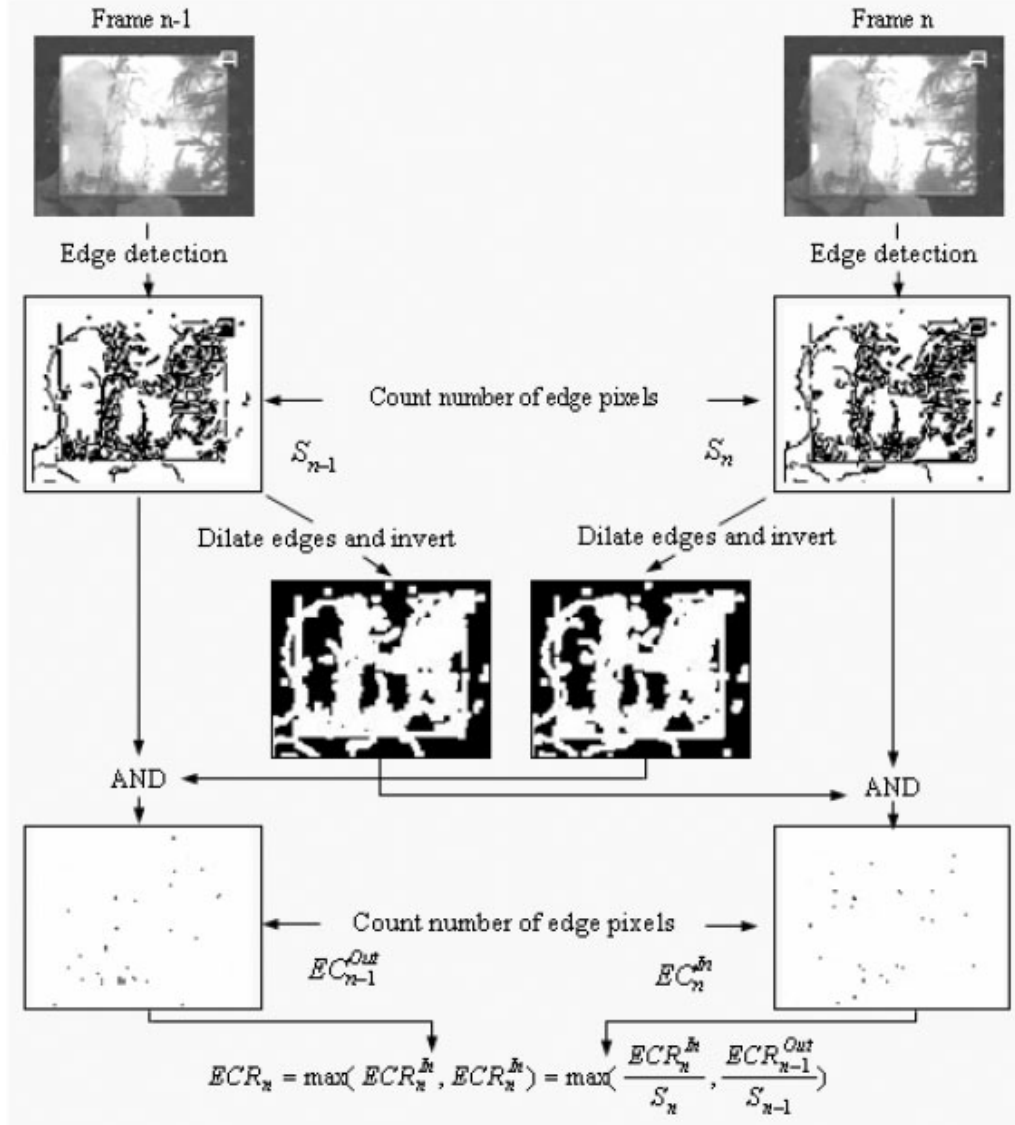 Frame n-1 Frame n
Edge detection Edge detection
Count number of edge pixels
S_{n-1} S_n
Dilate edges and invert Dilate edges and invert
AND AND
Count number of edge pixels
EC_{n-1}^{Out} EC_n^{In}
ECR_n = max( ECR_n^{In}, ECR_n^{In}) = max( \frac{ECR_n^{In}}{S_n}, \frac{ECR_{n-1}^{Out}}{S_{n-1}})